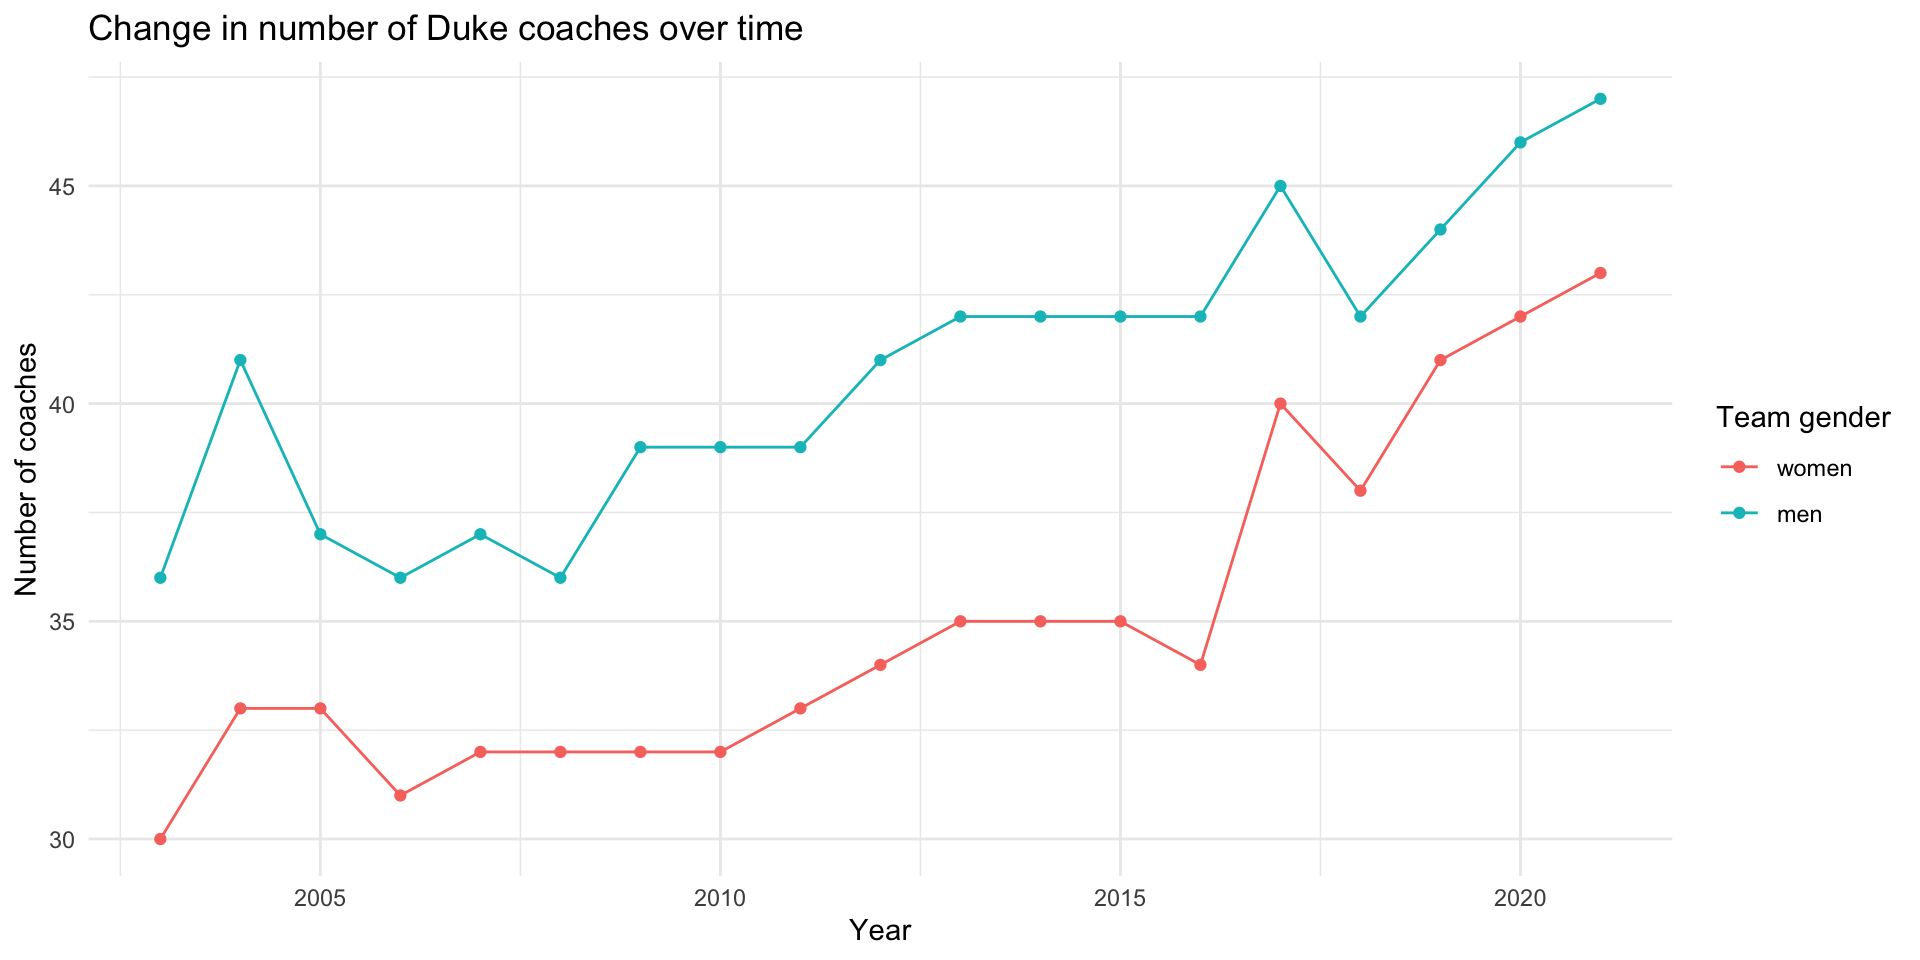 Change in number of Duke coaches over time
Number of coaches
45
40
35
30
2005 2010 2015 2020
Year
Team gender
women
men